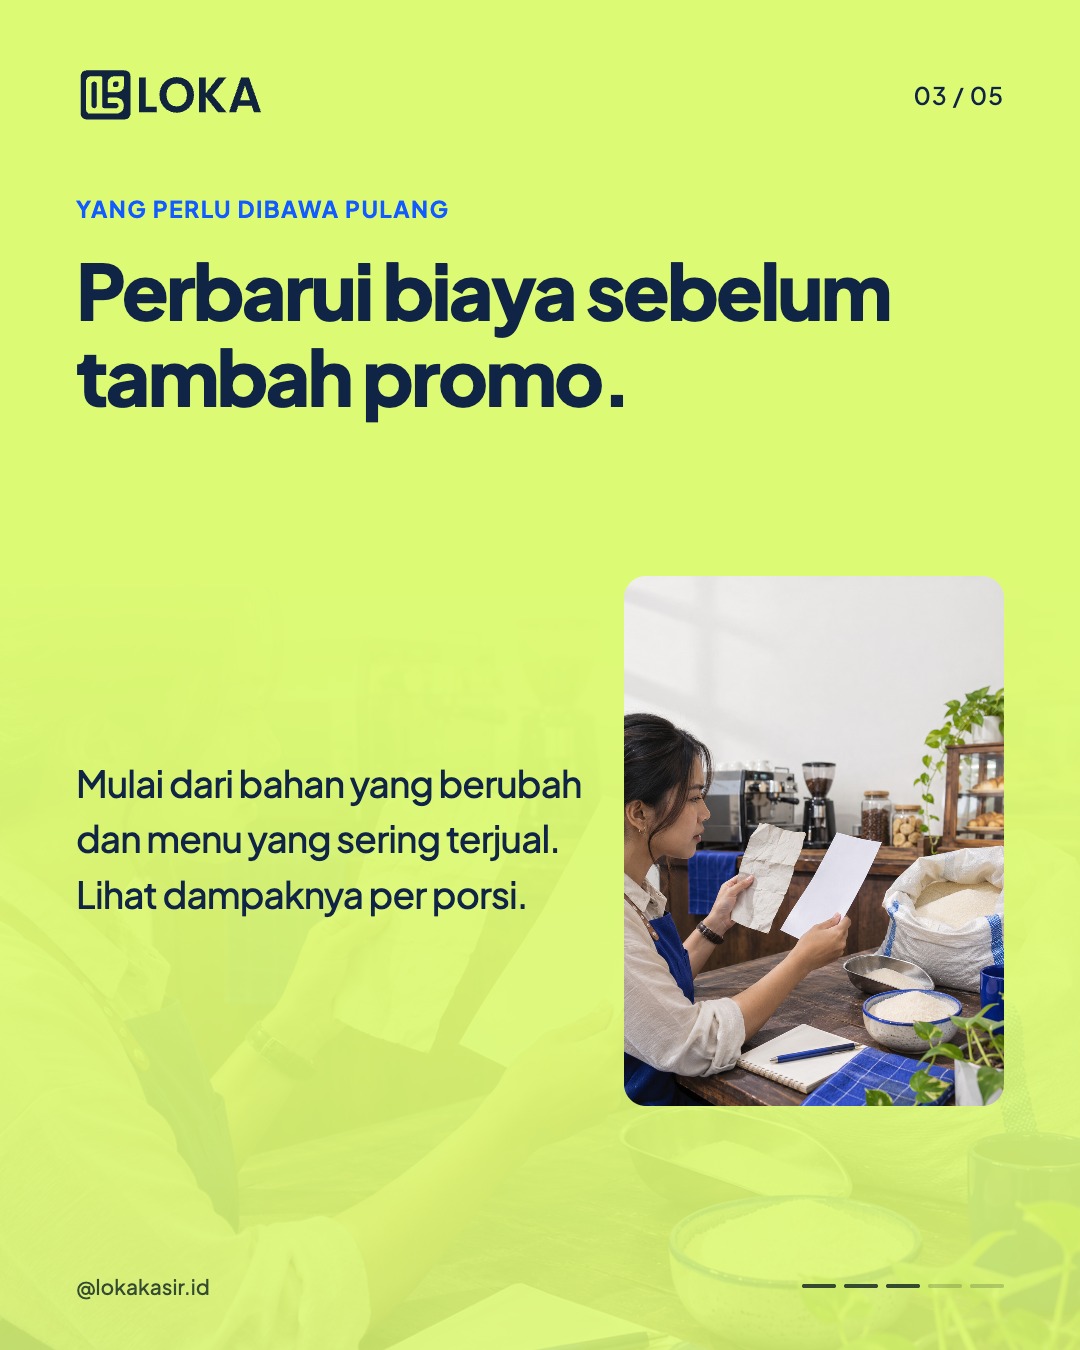 LOKA
03 / 05
YANG PERLU DIBAWA PULANG
Perbarui biaya sebelum
tambah promo.
Mulai dari bahan yang berubah
dan menu yang sering terjual.
Lihat dampaknya per porsi.
@lokakasir.id